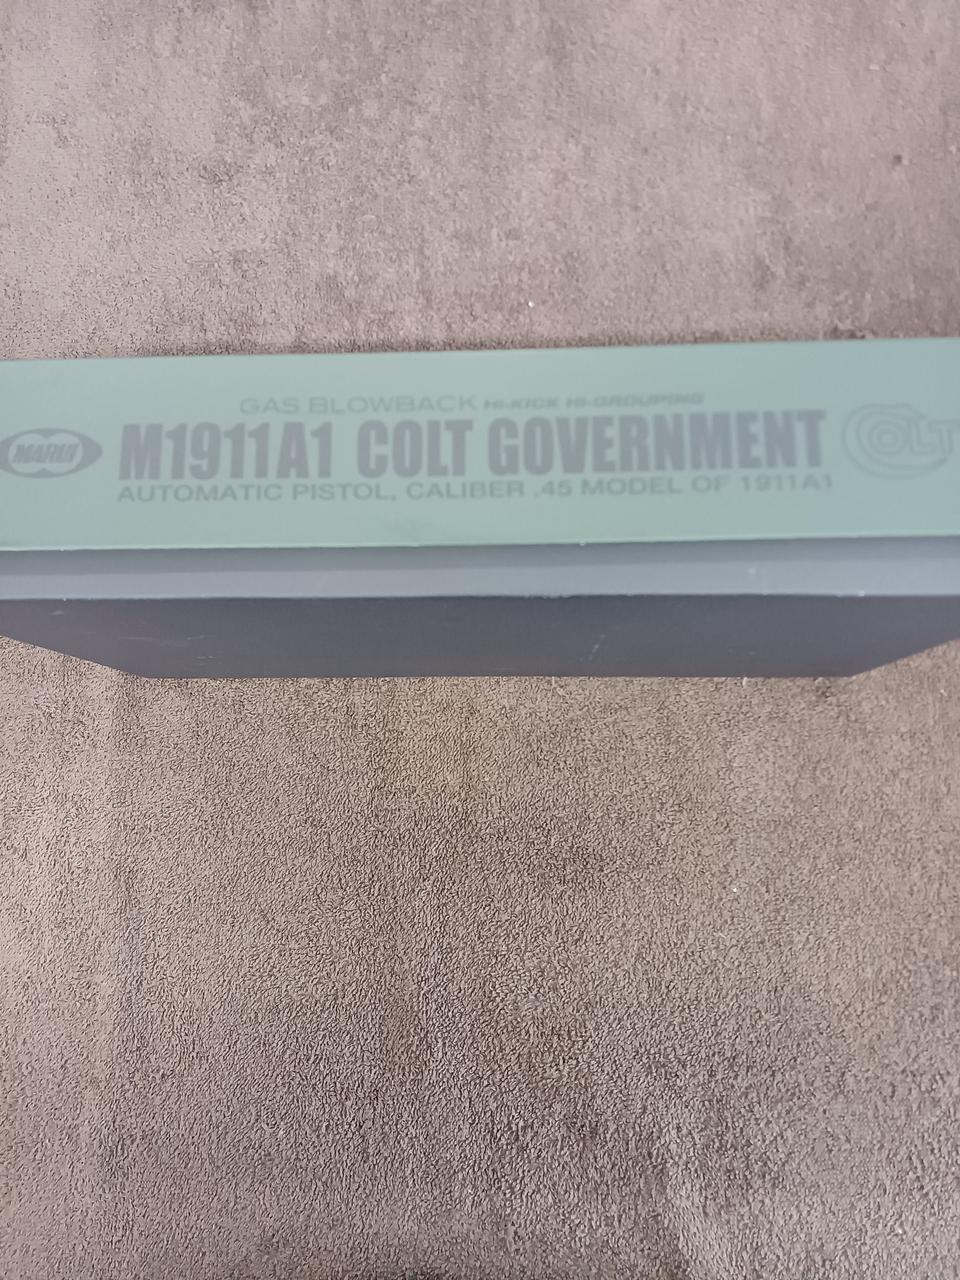 GAS BLOWBACK HI-KICK HI-GROUPING
MARUI
M1911A1 COLT GOVERNMENT
COLT
AUTOMATIC PISTOL, CALIBER .45 MODEL OF 1911A1